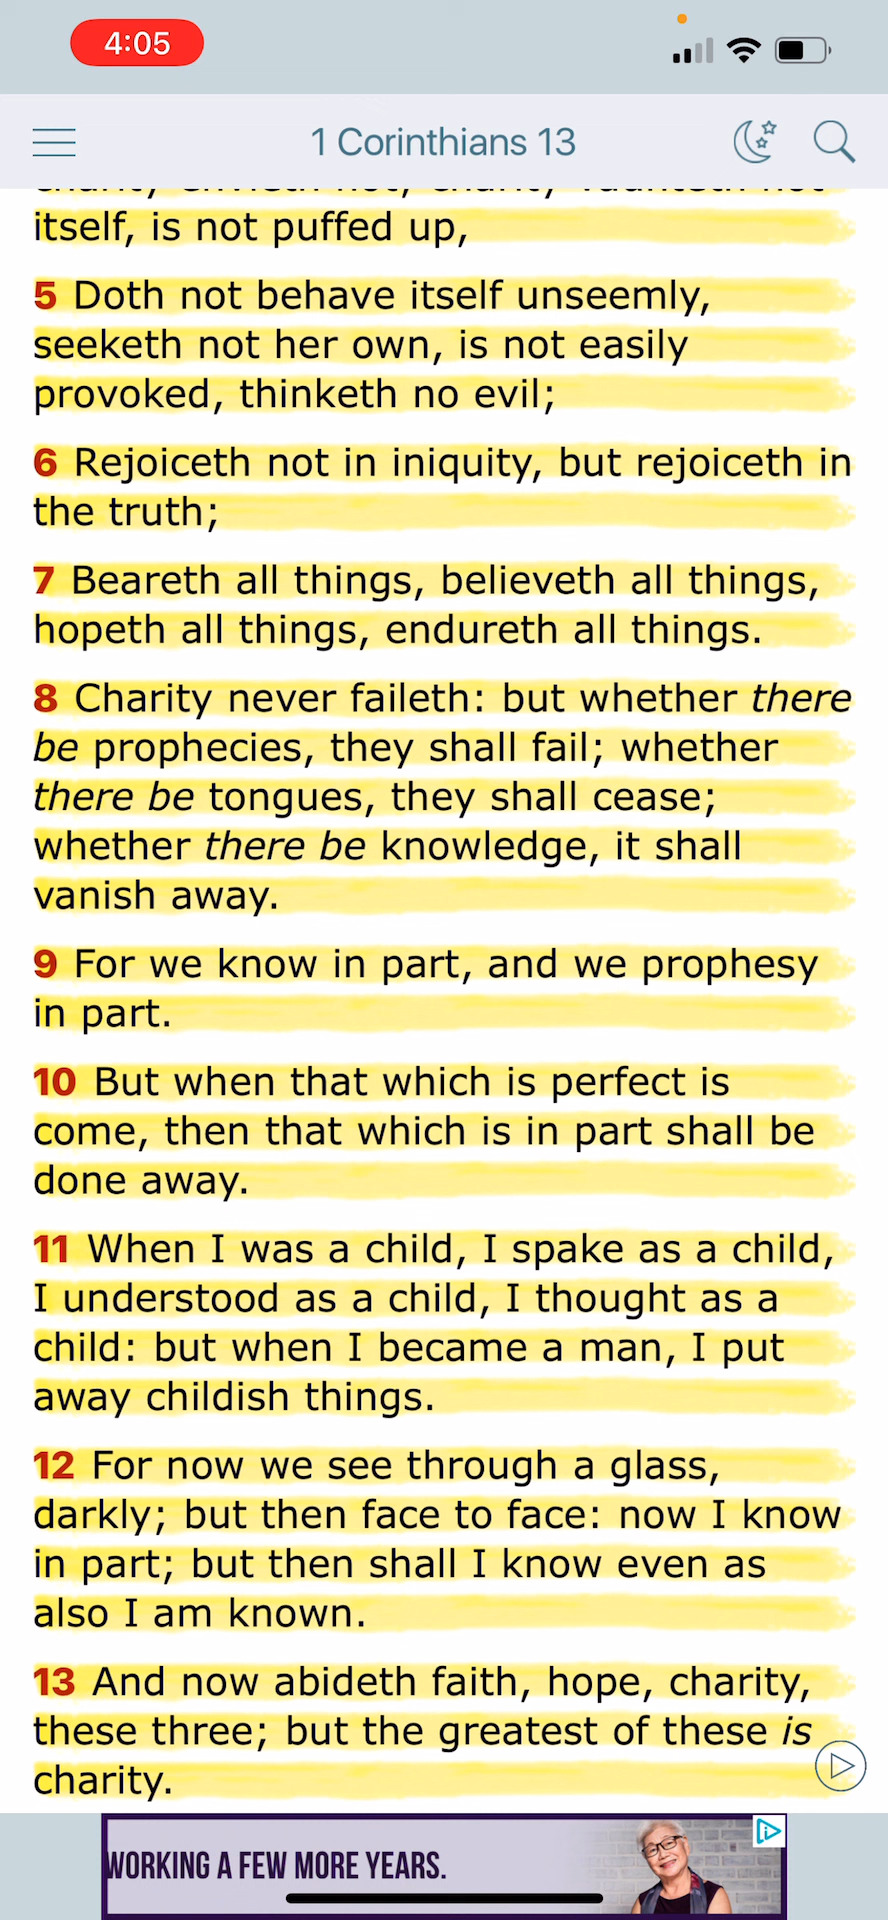 4:05
1 Corinthians 13
charity envieth not; charity vaunteth not
itself, is not puffed up,
5 Doth not behave itself unseemly,
seeketh not her own, is not easily
provoked, thinketh no evil;
6 Rejoiceth not in iniquity, but rejoiceth in
the truth;
7 Beareth all things, believeth all things,
hopeth all things, endureth all things.
8 Charity never faileth: but whether there
be prophecies, they shall fail; whether
there be tongues, they shall cease;
whether there be knowledge, it shall
vanish away.
9 For we know in part, and we prophesy
in part.
10 But when that which is perfect is
come, then that which is in part shall be
done away.
11 When I was a child, I spake as a child,
I understood as a child, I thought as a
child: but when I became a man, I put
away childish things.
12 For now we see through a glass,
darkly; but then face to face: now I know
in part; but then shall I know even as
also I am known.
13 And now abideth faith, hope, charity,
these three; but the greatest of these is
charity.
WORKING A FEW MORE YEARS.